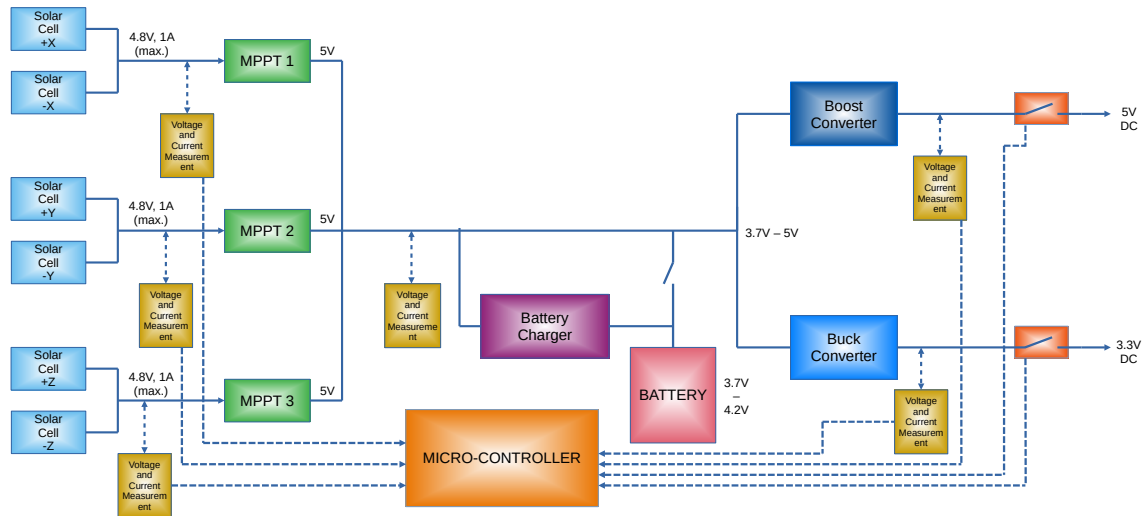 Solar
Cell
+X
4.8V, 1A
(max.)
MPPT 1
5V
Solar
Cell
-X
Voltage
and
Current
Measurem
ent
Boost
Converter
5V
DC
Voltage
and
Current
Measurem
ent
Solar
Cell
+Y
4.8V, 1A
(max.)
MPPT 2
5V
3.7V – 5V
Solar
Cell
-Y
Voltage
and
Current
Measurem
ent
Voltage
and
Current
Measureme
nt
Battery
Charger
Buck
Converter
3.3V
DC
Solar
Cell
+Z
4.8V, 1A
(max.)
MPPT 3
5V
BATTERY
3.7V
–
4.2V
Solar
Cell
-Z
Voltage
and
Current
Measurem
ent
MICRO-CONTROLLER
Voltage
and
Current
Measurem
ent